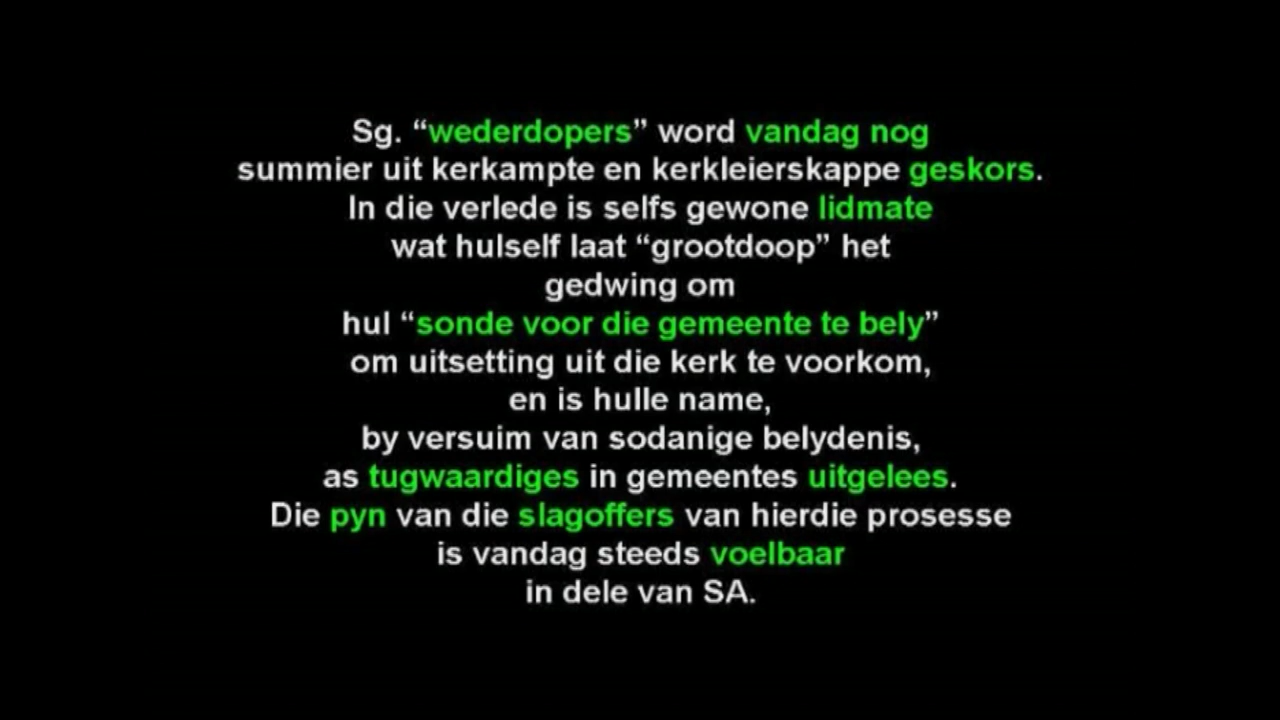 Sg. “wederdopers” word vandag nog
summier uit kerkampte en kerkleierskappe geskors.
In die verlede is selfs gewone lidmate
wat hulself laat “grootdoop” het
gedwing om
hul “sonde voor die gemeente te bely”
om uitsetting uit die kerk te voorkom,
en is hulle name,
by versuim van sodanige belydenis,
as tugwaardiges in gemeentes uitgelees.
Die pyn van die slagoffers van hierdie prosesse
is vandag steeds voelbaar
in dele van SA.